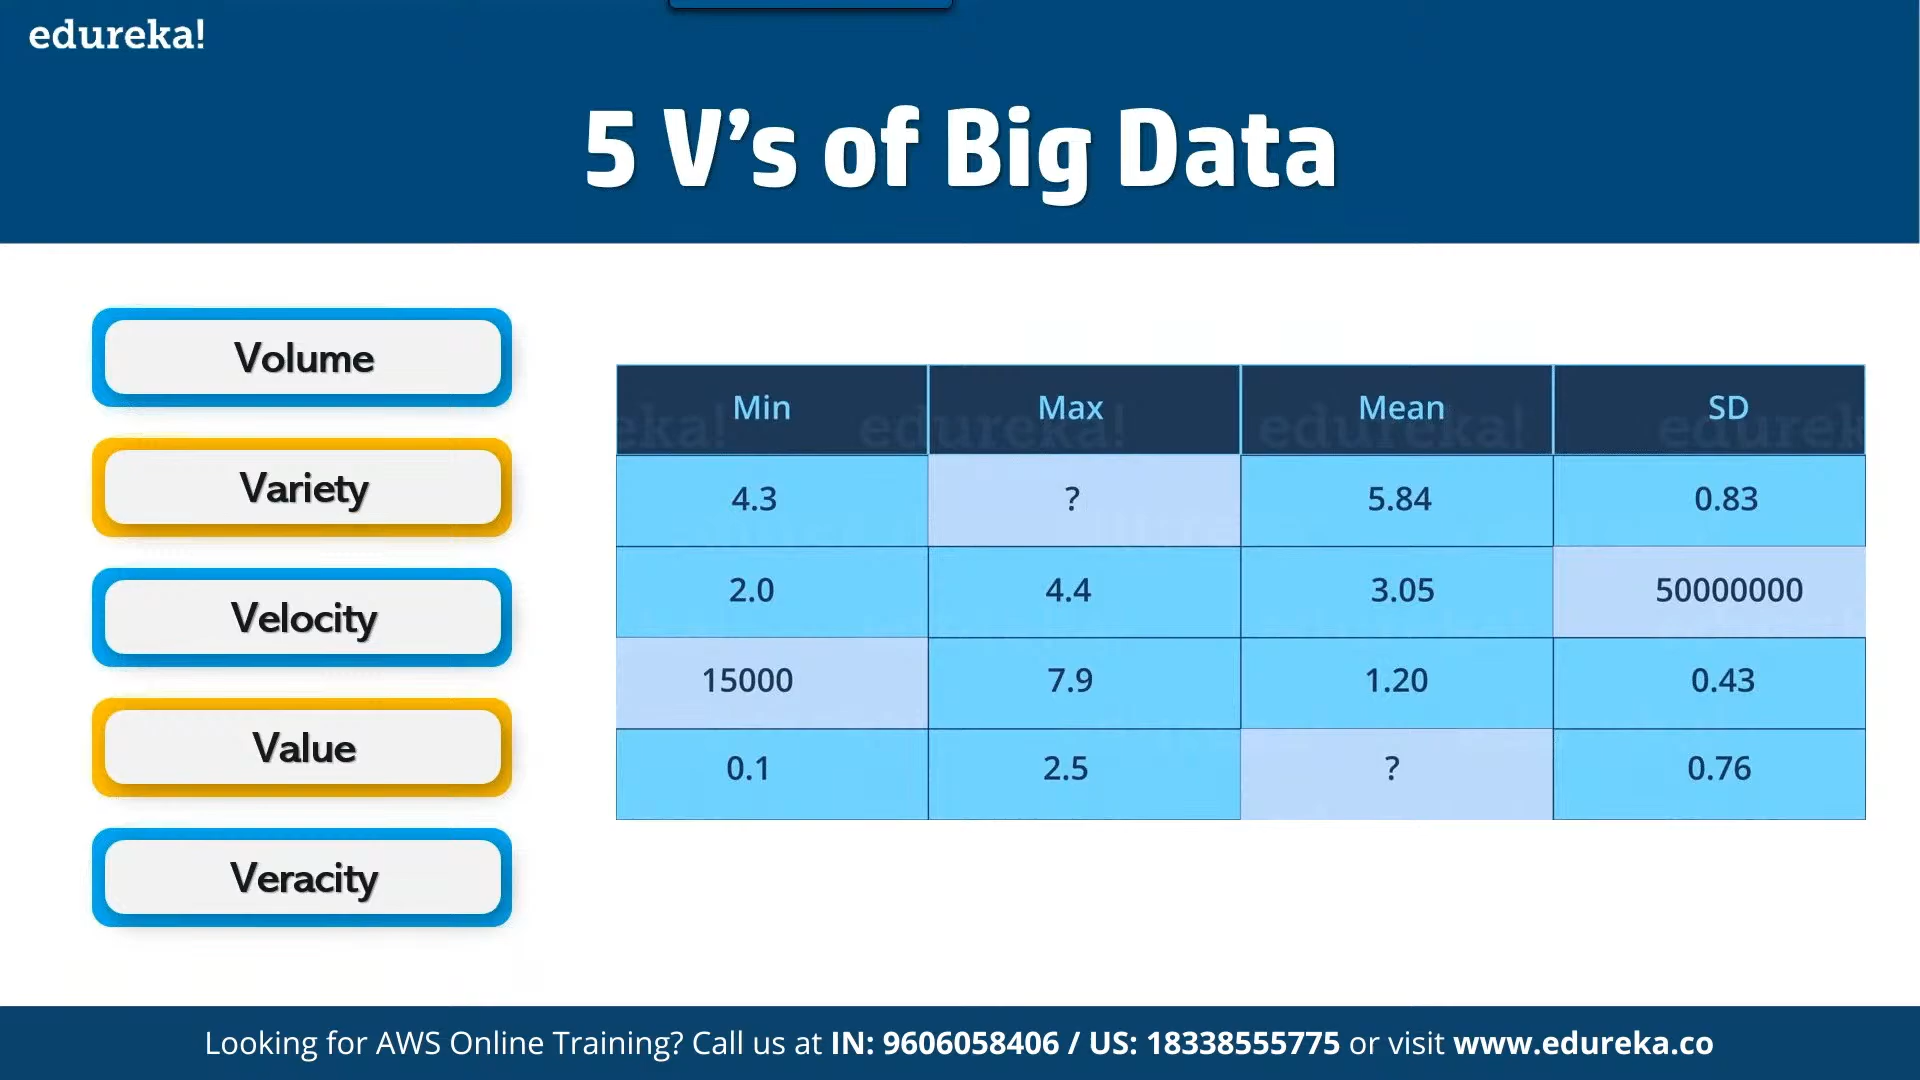 edureka!
5 V’s of Big Data
Volume
Variety
Velocity
Value
Veracity
Min Max Mean SD
4.3 ? 5.84 0.83
2.0 4.4 3.05 50000000
15000 7.9 1.20 0.43
0.1 2.5 ? 0.76
Looking for AWS Online Training? Call us at IN: 9606058406 / US: 18338555775 or visit www.edureka.co